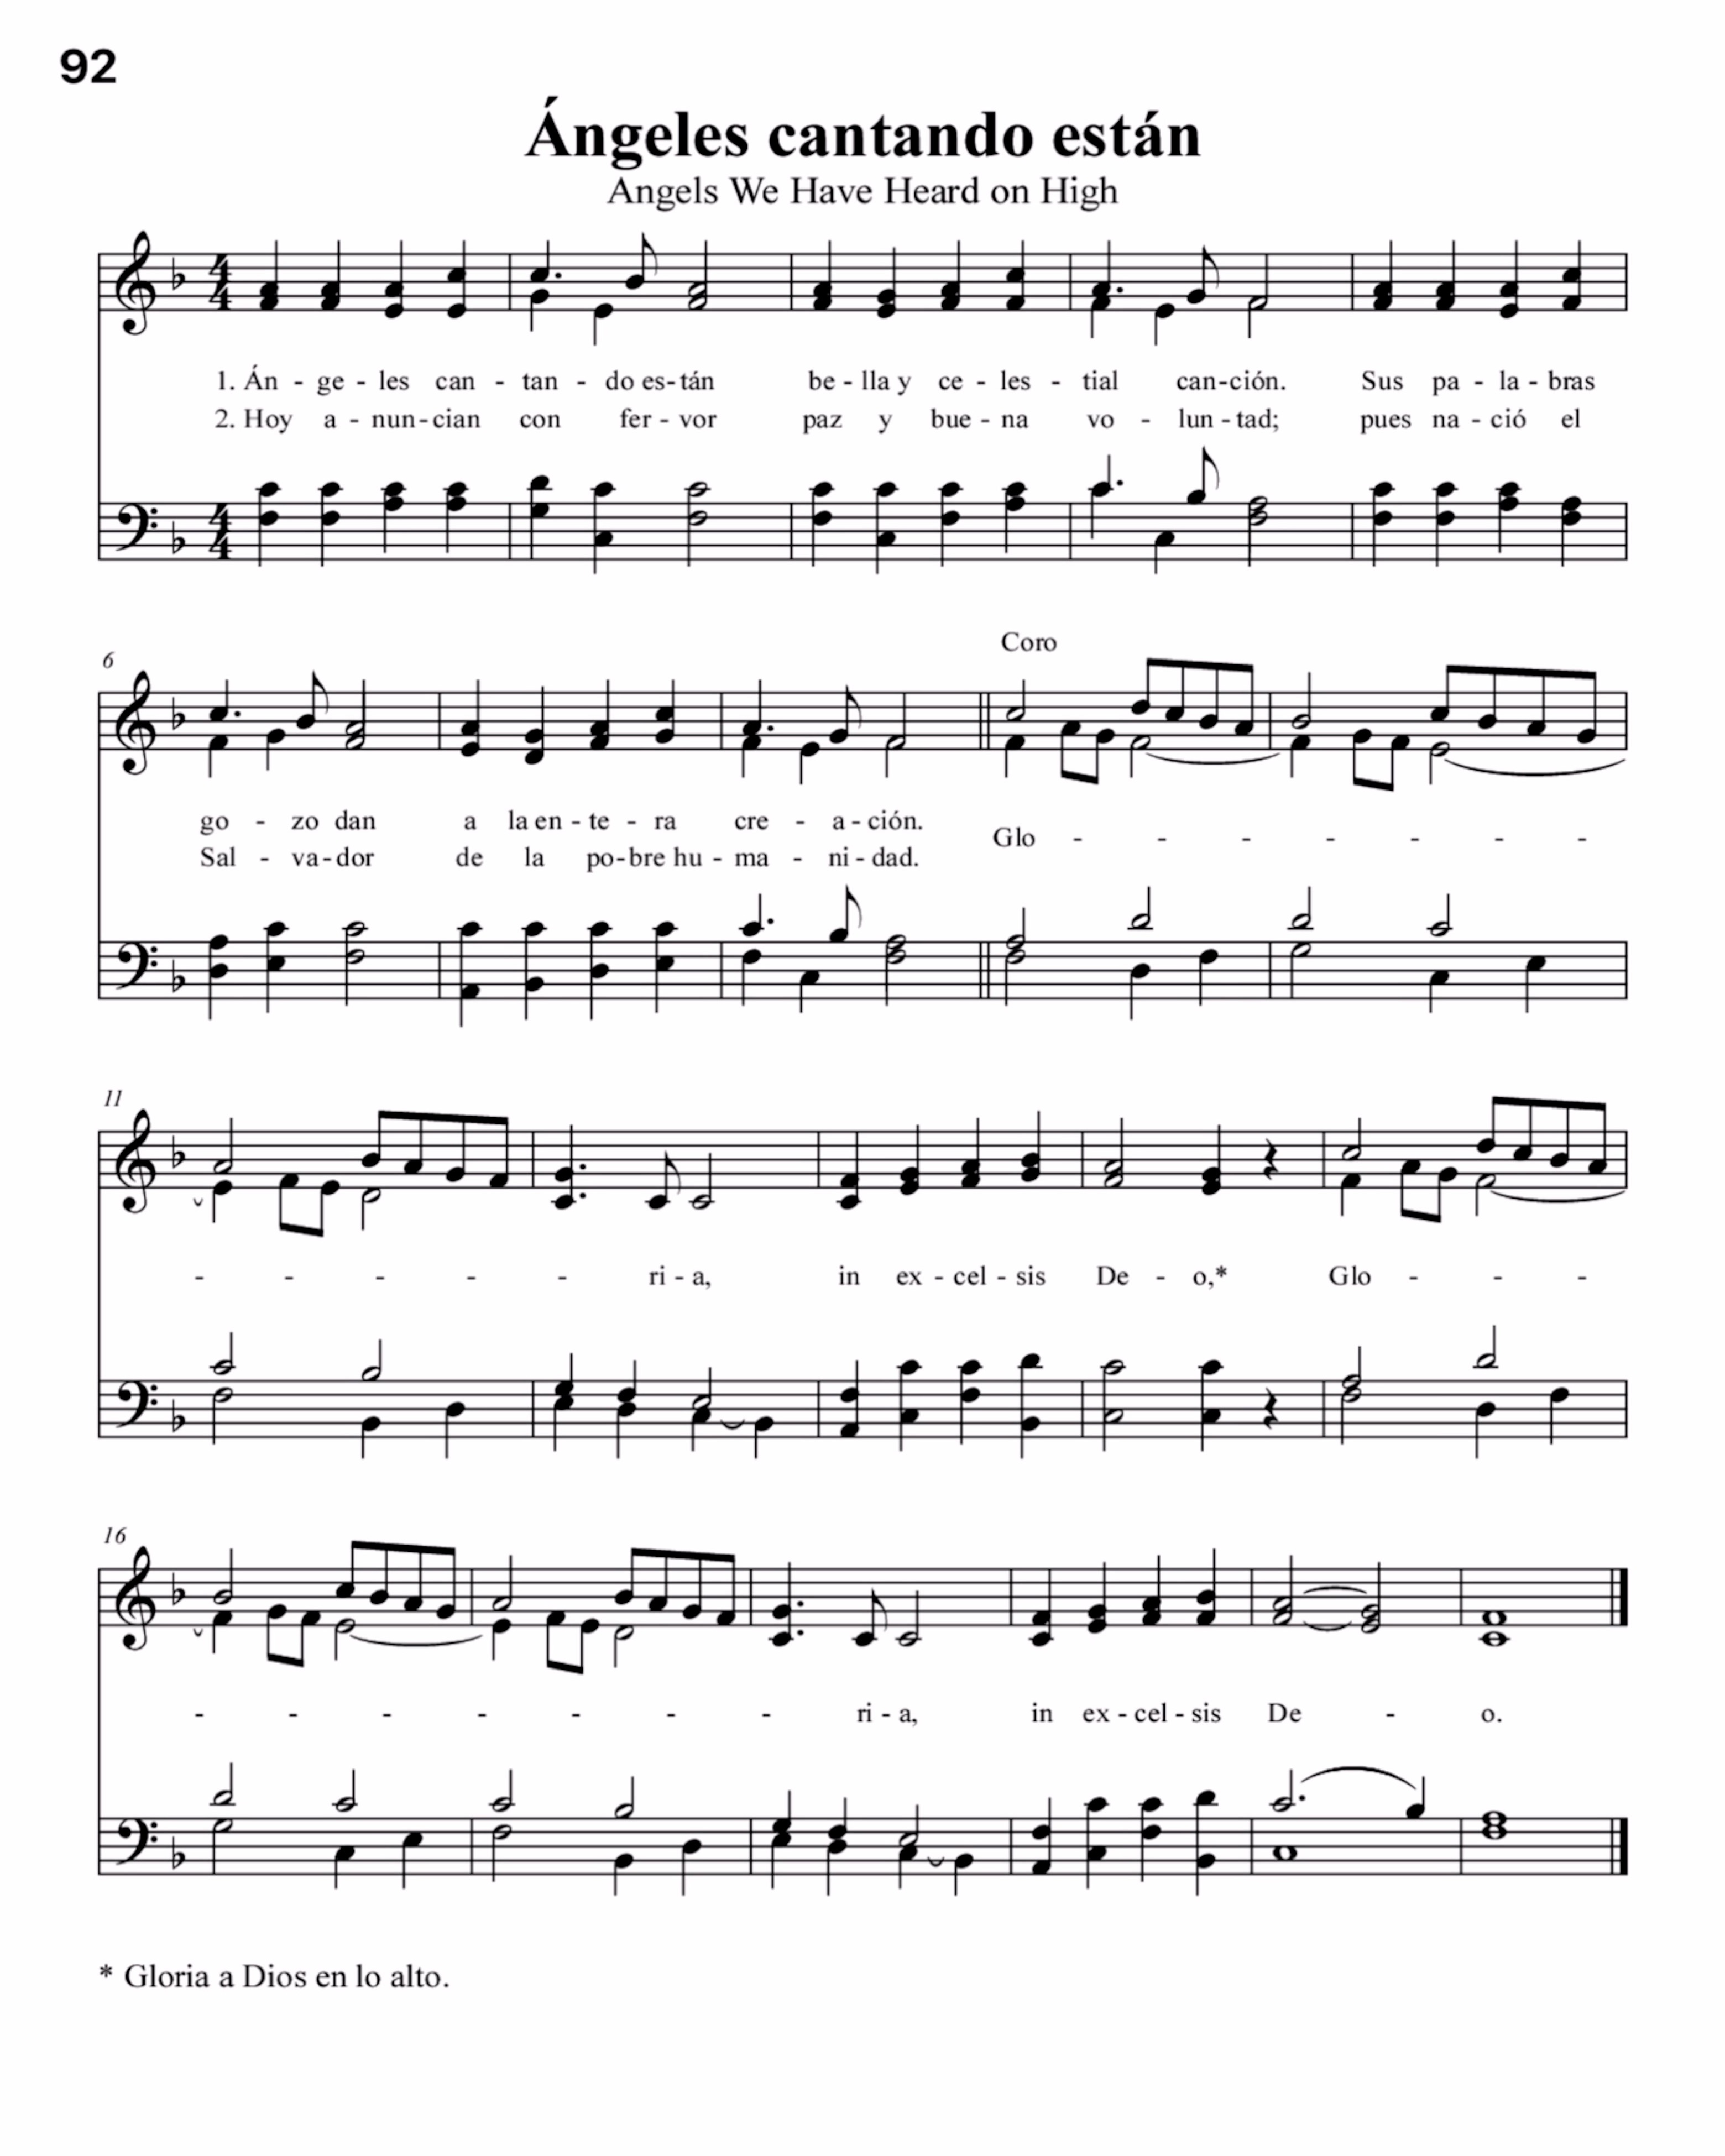 92
Ángeles cantando están
Angels We Have Heard on High
1. Án - ge - les can - tan - do es - tán be - lla y ce - les - tial can - ción. Sus pa - la - bras
2. Hoy a - nun - cian con fer - vor paz y bue - na vo - lun - tad; pues na - ció el
Coro
6
go - zo dan a la en - te - ra cre - a - ción. Glo - - - - - - -
Sal - va - dor de la po - bre hu - ma - ni - dad.
11
- - - - - ri - a, in ex - cel - sis De - o,* Glo - - -
16
- - - - - - - ri - a, in ex - cel - sis De - o.
* Gloria a Dios en lo alto.